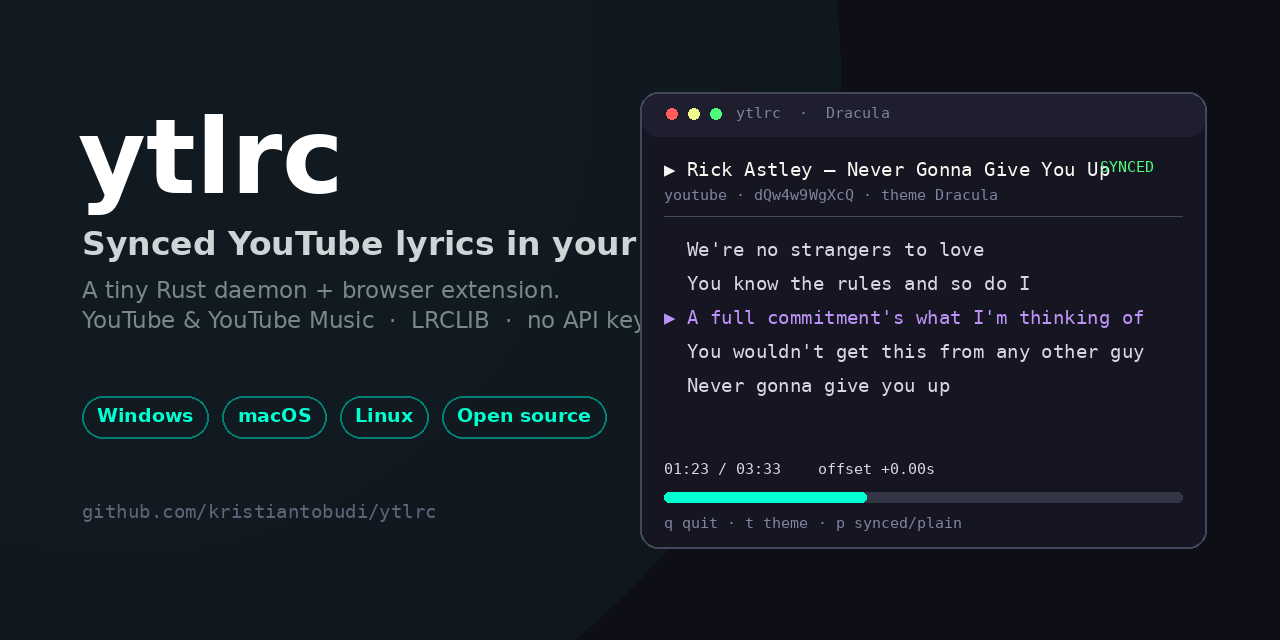 ytlrc
Synced YouTube lyrics in your
A tiny Rust daemon + browser extension.
YouTube & YouTube Music · LRCLIB · no API key
Windows
macOS
Linux
Open source
github.com/kristiantobudi/ytlrc
ytlrc · Dracula
▶ Rick Astley — Never Gonna Give You Up
SYNCED
youtube · dQw4w9WgXcQ · theme Dracula
We're no strangers to love
You know the rules and so do I
▶ A full commitment's what I'm thinking of
You wouldn't get this from any other guy
Never gonna give you up
01:23 / 03:33 offset +0.00s
q quit · t theme · p synced/plain